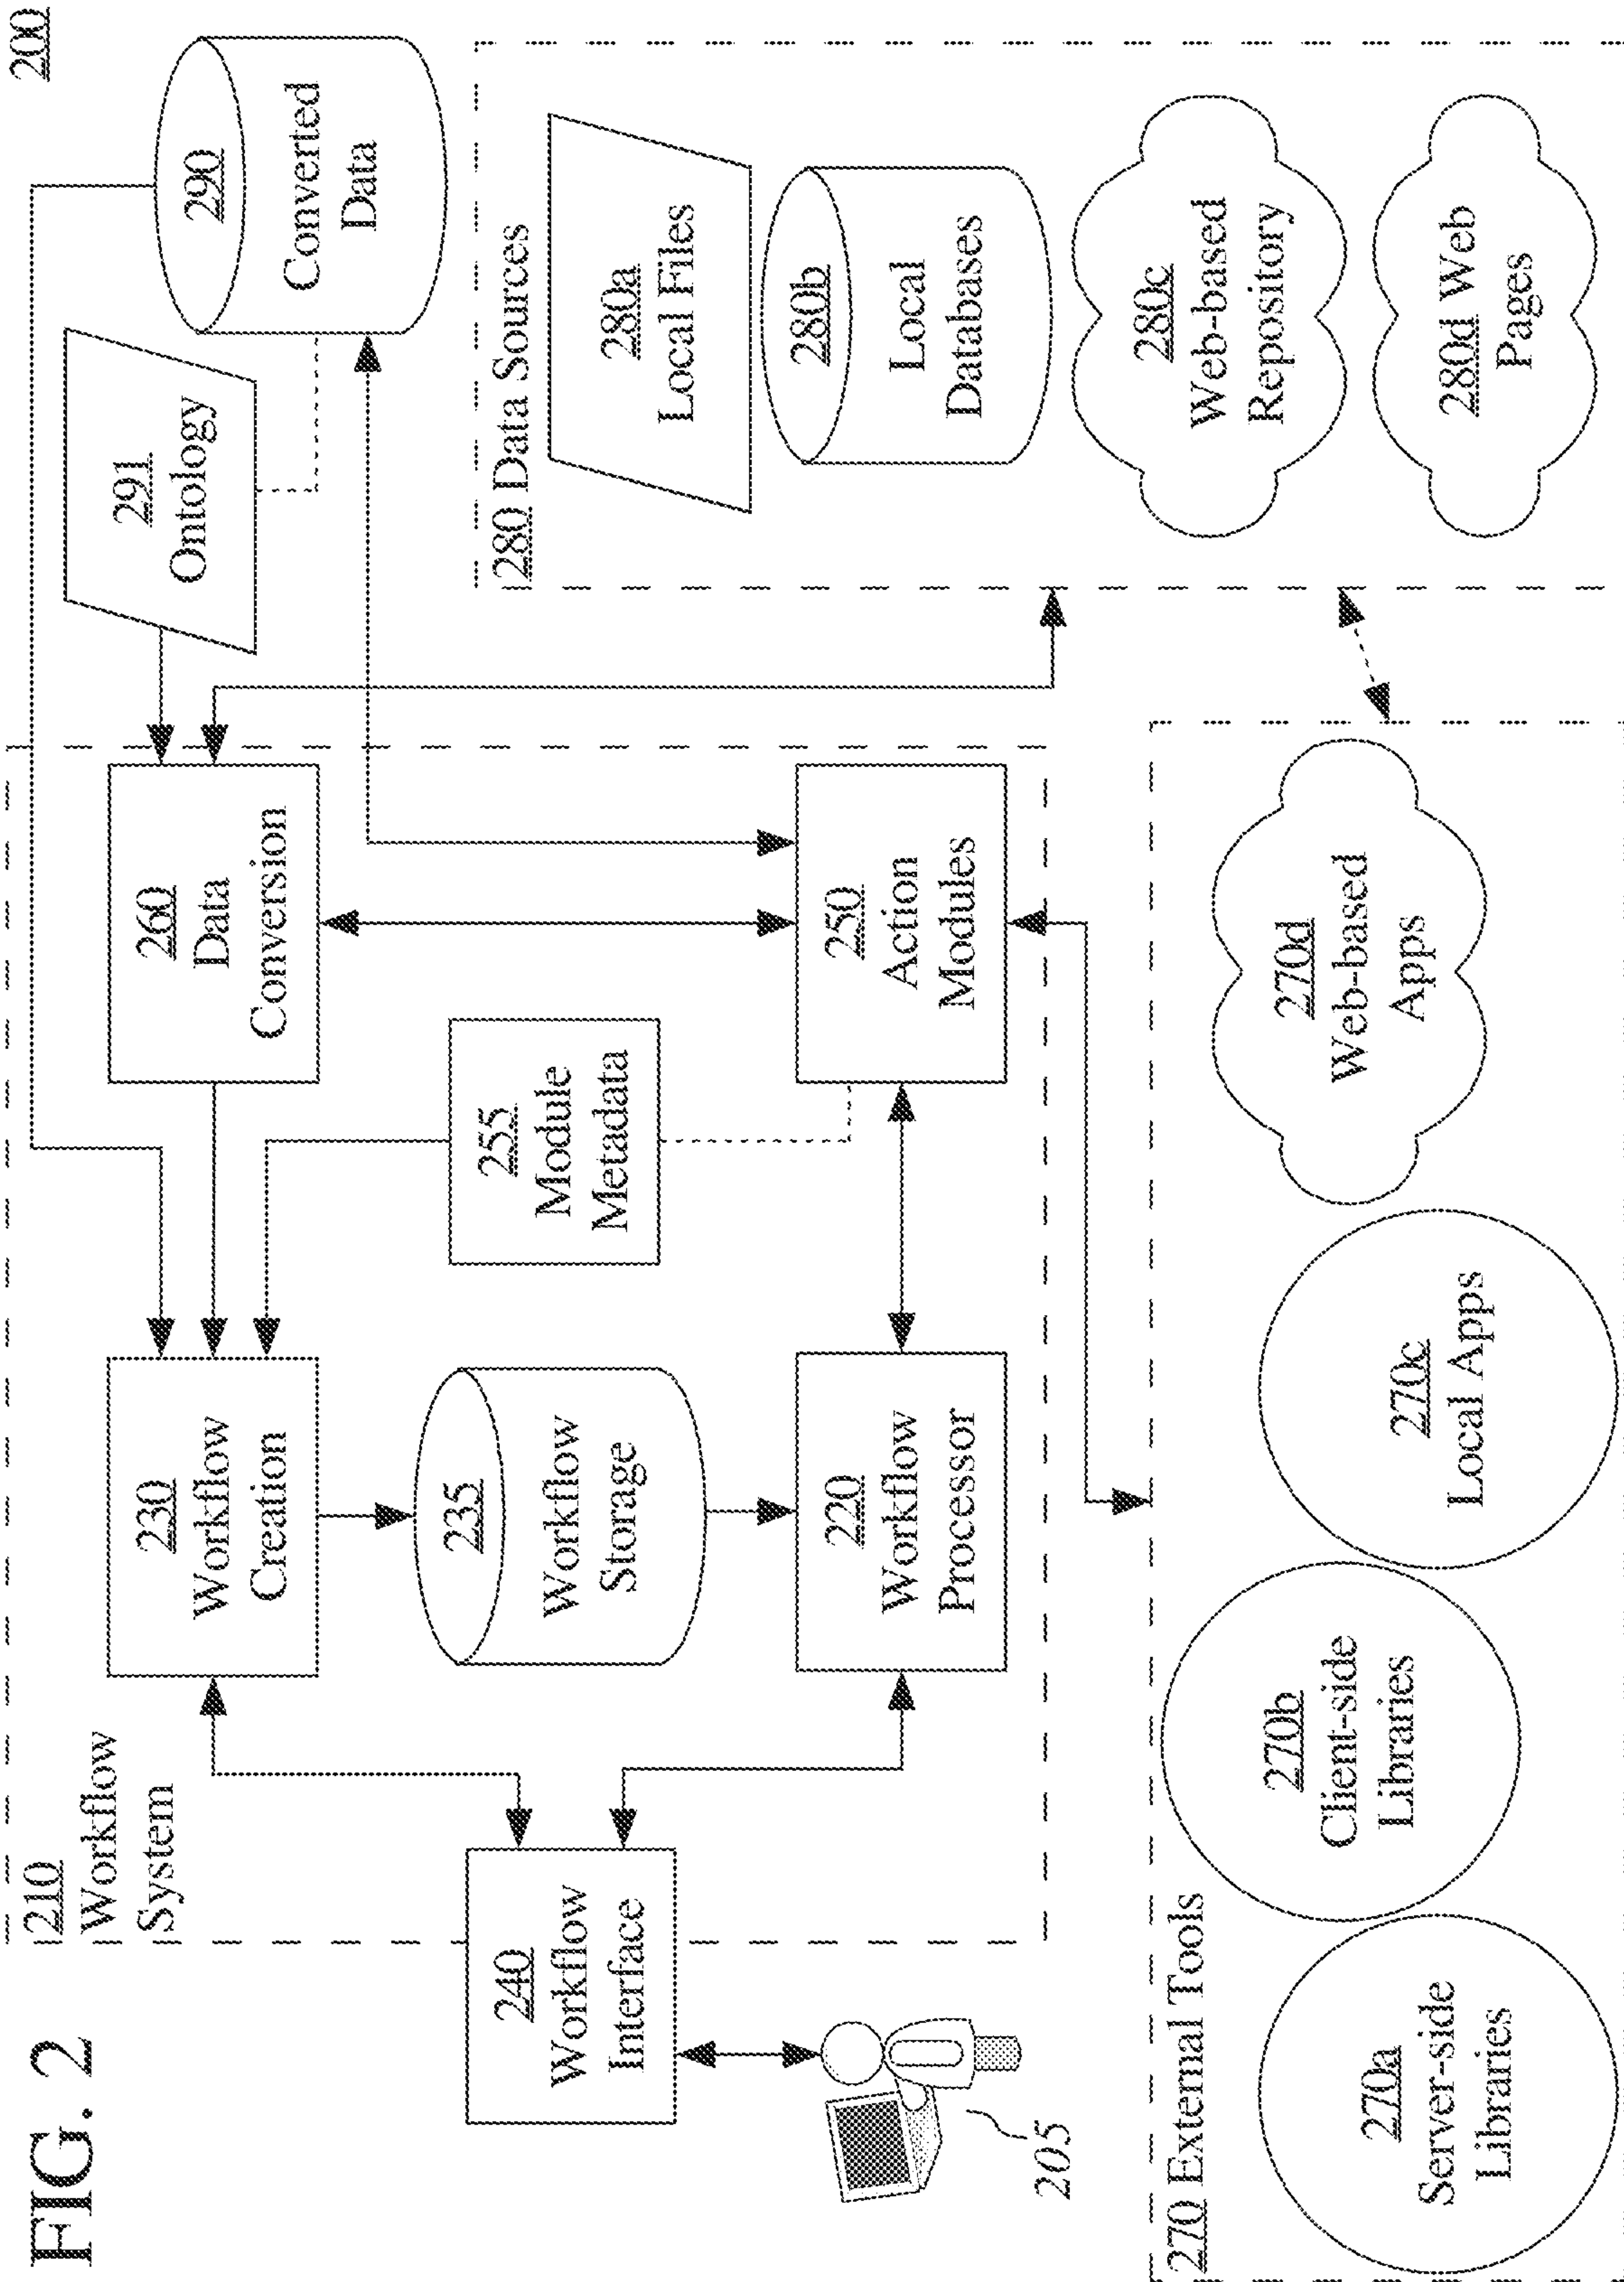 FIG. 2
200
210
Workflow
System
230
Workflow
Creation
260
Data
Conversion
291
Ontology
290
Converted
Data
240
Workflow
Interface
235
Workflow
Storage
255
Module
Metadata
220
Workflow
Processor
250
Action
Modules
205
280 Data Sources
280a
Local Files
280b
Local
Databases
280c
Web-based
Repository
280d Web
Pages
270 External Tools
270a
Server-side
Libraries
270b
Client-side
Libraries
270c
Local Apps
270d
Web-based
Apps